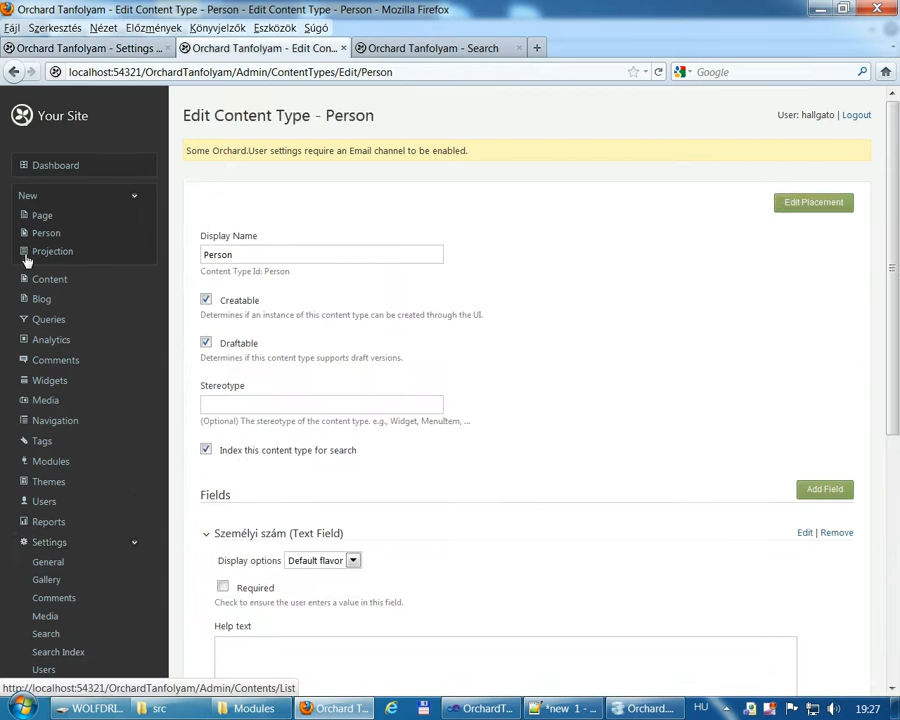 Orchard Tanfolyam - Edit Content Type - Person - Edit Content Type - Person - Mozilla Firefox
Fájl Szerkesztés Nézet Előzmények Könyvjelzők Eszközök Súgó
Orchard Tanfolyam - Settings ... × Orchard Tanfolyam - Edit Con... × Orchard Tanfolyam - Search × +
localhost:54321/OrchardTanfolyam/Admin/ContentTypes/Edit/Person Google
Your Site
Edit Content Type - Person
User: hallgato | Logout
Some Orchard.User settings require an Email channel to be enabled.
Dashboard
New
Page
Person
Projection
Content
Blog
Queries
Analytics
Comments
Widgets
Media
Navigation
Tags
Modules
Themes
Users
Reports
Settings
General
Gallery
Comments
Media
Search
Search Index
Users
Edit Placement
Display Name
Person
Content Type Id: Person
Creatable
Determines if an instance of this content type can be created through the UI.
Draftable
Determines if this content type supports draft versions.
Stereotype
(Optional) The stereotype of the content type. e.g., Widget, MenuItem, ...
Index this content type for search
Fields
Add Field
Személyi szám (Text Field)
Edit | Remove
Display options Default flavor
Required
Check to ensure the user enters a value in this field.
Help text
http://localhost:54321/OrchardTanfolyam/Admin/Contents/List
WOLFDRI... src Modules Orchard T... OrchardT... *new 1 - ... Orchard.... HU 19:27